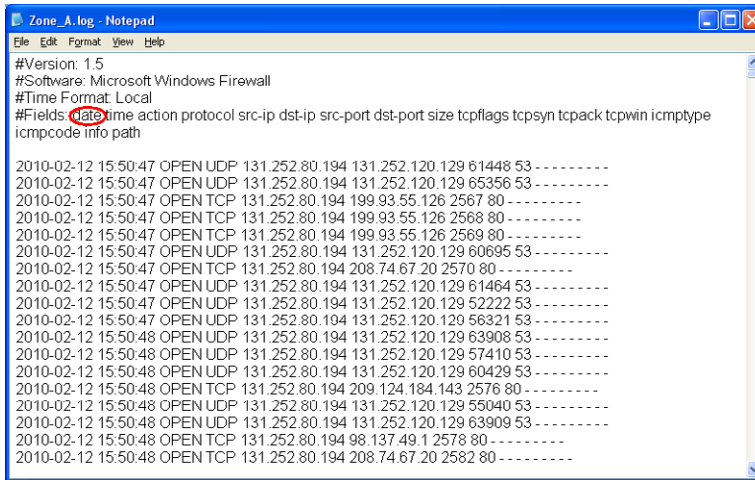 Zone_A.log - Notepad
File Edit Format View Help
#Version: 1.5
#Software: Microsoft Windows Firewall
#Time Format: Local
#Fields: date time action protocol src-ip dst-ip src-port dst-port size tcpflags tcpsyn tcpack tcpwin icmptype
icmpcode info path
2010-02-12 15:50:47 OPEN UDP 131.252.80.194 131.252.120.129 61448 53 - - - - - - - - -
2010-02-12 15:50:47 OPEN UDP 131.252.80.194 131.252.120.129 65356 53 - - - - - - - - -
2010-02-12 15:50:47 OPEN TCP 131.252.80.194 199.93.55.126 2567 80 - - - - - - - - -
2010-02-12 15:50:47 OPEN TCP 131.252.80.194 199.93.55.126 2568 80 - - - - - - - - -
2010-02-12 15:50:47 OPEN TCP 131.252.80.194 199.93.55.126 2569 80 - - - - - - - - -
2010-02-12 15:50:47 OPEN UDP 131.252.80.194 131.252.120.129 60695 53 - - - - - - - - -
2010-02-12 15:50:47 OPEN TCP 131.252.80.194 208.74.67.20 2570 80 - - - - - - - - -
2010-02-12 15:50:47 OPEN UDP 131.252.80.194 131.252.120.129 61464 53 - - - - - - - - -
2010-02-12 15:50:47 OPEN UDP 131.252.80.194 131.252.120.129 52222 53 - - - - - - - - -
2010-02-12 15:50:47 OPEN UDP 131.252.80.194 131.252.120.129 56321 53 - - - - - - - - -
2010-02-12 15:50:48 OPEN UDP 131.252.80.194 131.252.120.129 63908 53 - - - - - - - - -
2010-02-12 15:50:48 OPEN UDP 131.252.80.194 131.252.120.129 57410 53 - - - - - - - - -
2010-02-12 15:50:48 OPEN UDP 131.252.80.194 131.252.120.129 60429 53 - - - - - - - - -
2010-02-12 15:50:48 OPEN TCP 131.252.80.194 209.124.184.143 2576 80 - - - - - - - - -
2010-02-12 15:50:48 OPEN UDP 131.252.80.194 131.252.120.129 55040 53 - - - - - - - - -
2010-02-12 15:50:48 OPEN UDP 131.252.80.194 131.252.120.129 63909 53 - - - - - - - - -
2010-02-12 15:50:48 OPEN TCP 131.252.80.194 98.137.49.1 2578 80 - - - - - - - - -
2010-02-12 15:50:48 OPEN TCP 131.252.80.194 208.74.67.20 2582 80 - - - - - - - - -